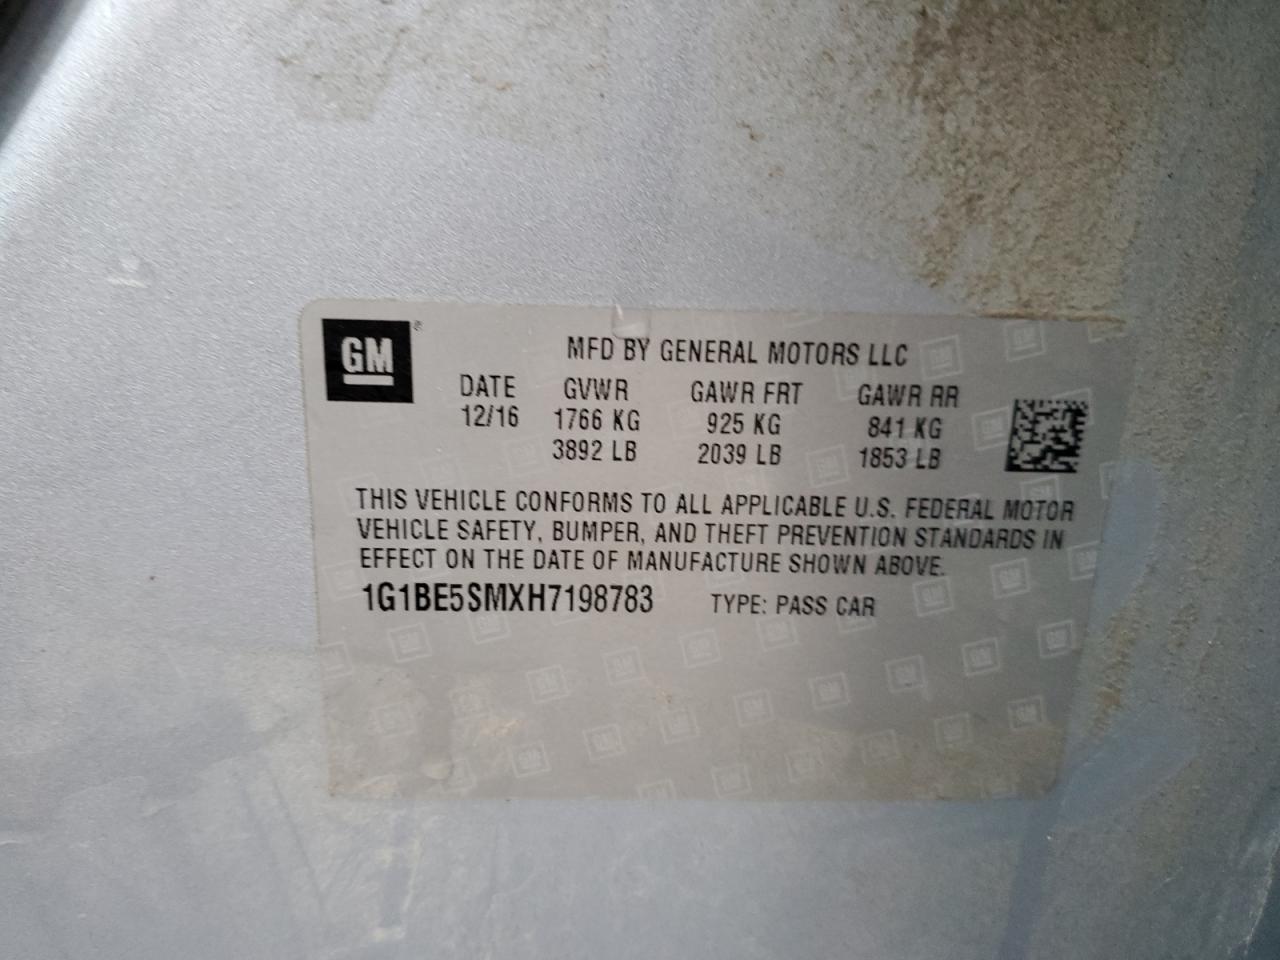 GM
MFD BY GENERAL MOTORS LLC
DATE GVWR GAWR FRT GAWR RR
12/16 1766 KG 925 KG 841 KG
3892 LB 2039 LB 1853 LB
THIS VEHICLE CONFORMS TO ALL APPLICABLE U.S. FEDERAL MOTOR
VEHICLE SAFETY, BUMPER, AND THEFT PREVENTION STANDARDS IN
EFFECT ON THE DATE OF MANUFACTURE SHOWN ABOVE.
1G1BE5SMXH7198783 TYPE: PASS CAR